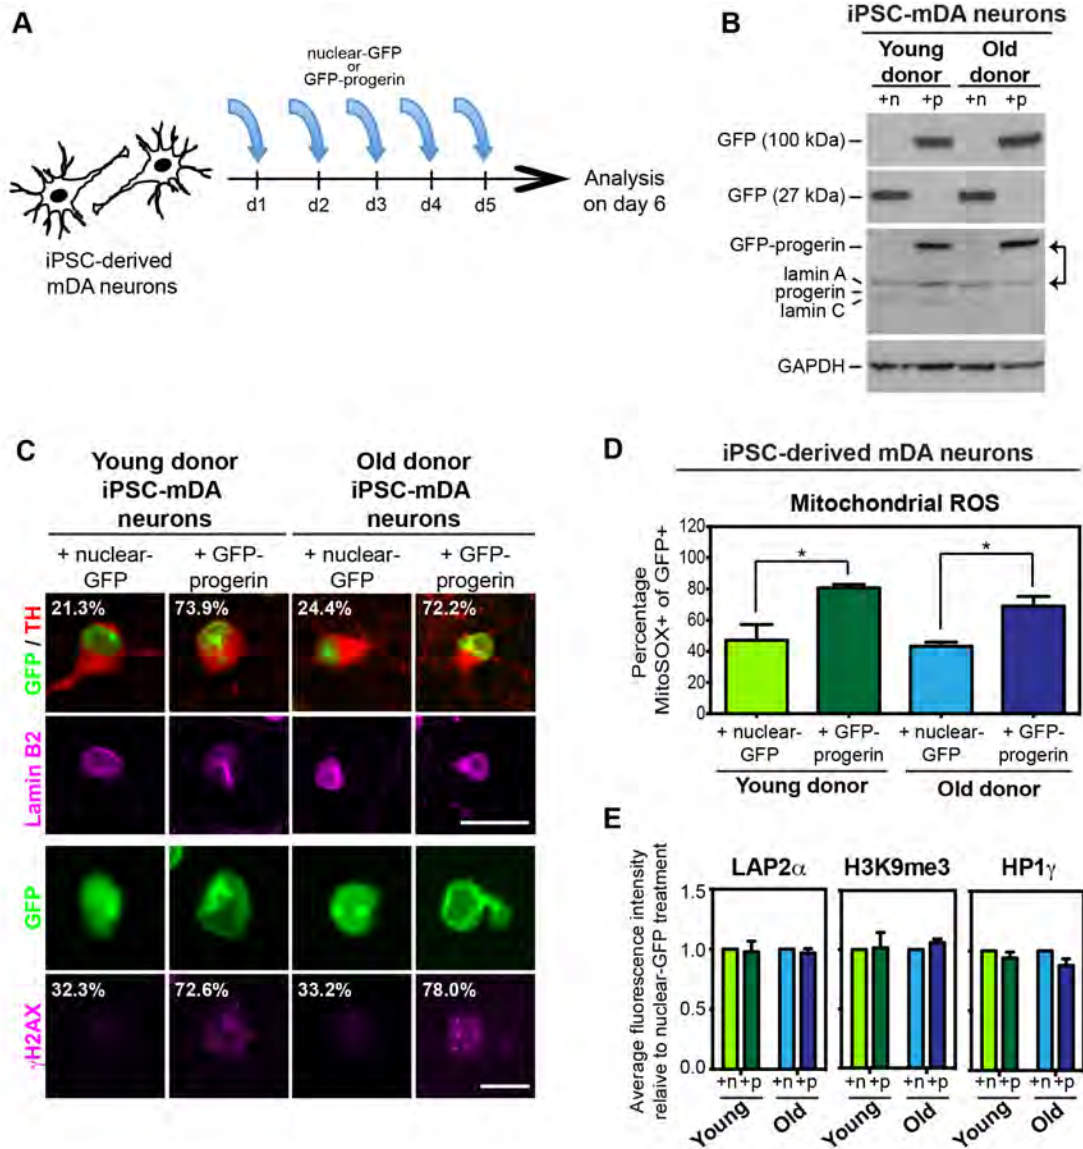 A
nuclear-GFP
or
GFP-progerin
d1 d2 d3 d4 d5
Analysis
on day 6
iPSC-derived
mDA neurons
B
iPSC-mDA neurons
Young
donor
Old
donor
+n +p +n +p
GFP (100 kDa)
GFP (27 kDa)
GFP-progerin
lamin A
progerin
lamin C
GAPDH
C
Young donor
iPSC-mDA
neurons
Old donor
iPSC-mDA
neurons
+ nuclear-
GFP
+ GFP-
progerin
+ nuclear-
GFP
+ GFP-
progerin
GFP / TH
21.3% 73.9% 24.4% 72.2%
Lamin B2
GFP
γH2AX
32.3% 72.6% 33.2% 78.0%
D
iPSC-derived mDA neurons
Mitochondrial ROS
Percentage
MitoSOX+ of GFP+
120
100
80
60
40
20
0
* *
+ nuclear-
GFP
+ GFP-
progerin
+ nuclear-
GFP
+ GFP-
progerin
Young donor Old donor
E
Average fluorescence intensity
relaive to nuclear-GFP treatment
LAP2α H3K9me3 HP1γ
1.5
1.0
0.5
0.0
+n +p +n +p +n +p +n +p +n +p +n +p
Young Old Young Old Young Old